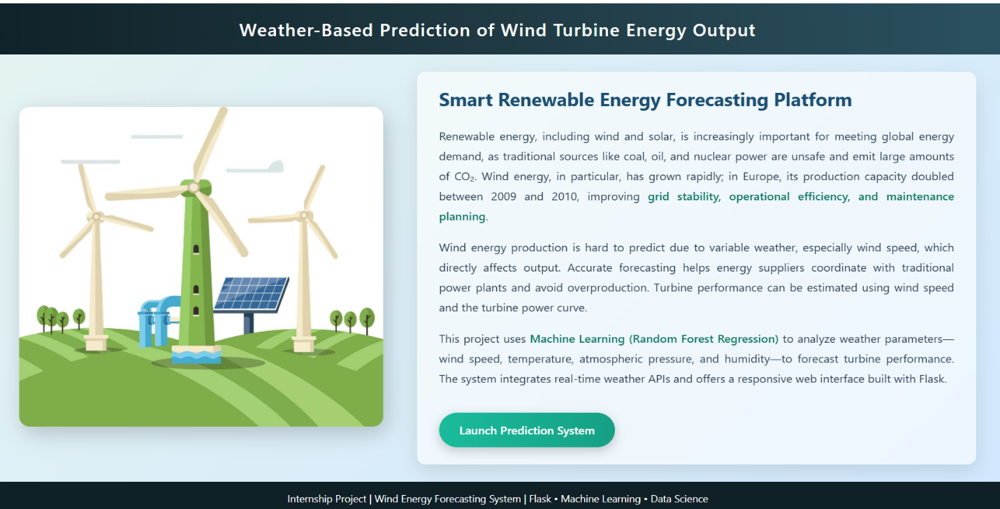 Weather-Based Prediction of Wind Turbine Energy Output
Smart Renewable Energy Forecasting Platform
Renewable energy, including wind and solar, is increasingly important for meeting global energy
demand, as traditional sources like coal, oil, and nuclear power are unsafe and emit large amounts
of CO₂. Wind energy, in particular, has grown rapidly; in Europe, its production capacity doubled
between 2009 and 2010, improving grid stability, operational efficiency, and maintenance
planning.
Wind energy production is hard to predict due to variable weather, especially wind speed, which
directly affects output. Accurate forecasting helps energy suppliers coordinate with traditional
power plants and avoid overproduction. Turbine performance can be estimated using wind speed
and the turbine power curve.
This project uses Machine Learning (Random Forest Regression) to analyze weather parameters—
wind speed, temperature, atmospheric pressure, and humidity—to forecast turbine performance.
The system integrates real-time weather APIs and offers a responsive web interface built with Flask.
Launch Prediction System
Internship Project | Wind Energy Forecasting System | Flask • Machine Learning • Data Science